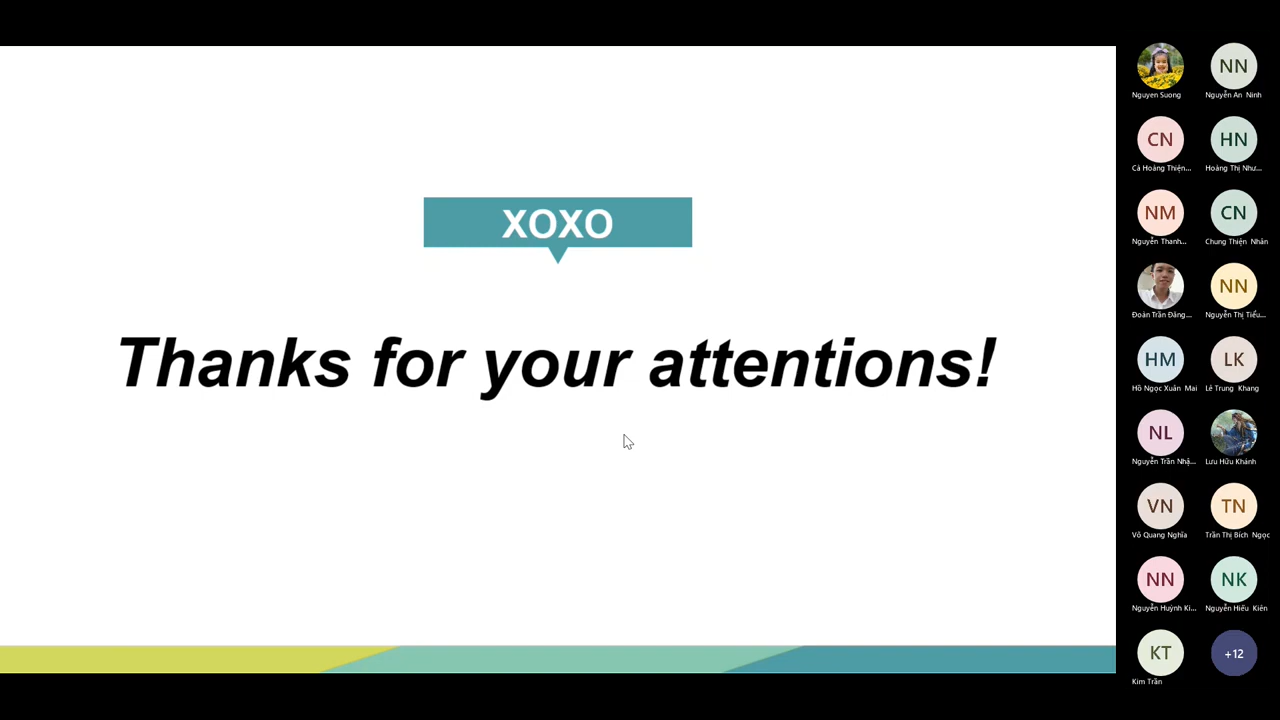 XOXO
Thanks for your attentions!
Nguyen Suong
NN
Nguyễn An Ninh
CN
Cà Hoàng Thiện...
HN
Hoàng Thị Như...
NM
Nguyễn Thanh...
CN
Chung Thiện Nhân
Đoàn Trần Đăng...
NN
Nguyễn Thị Tiểu...
HM
Hồ Ngọc Xuân Mai
LK
Lê Trung Khang
NL
Nguyễn Trần Nhậ...
Lưu Hữu Khánh
VN
Võ Quang Nghĩa
TN
Trần Thị Bích Ngọc
NN
Nguyễn Huỳnh Ki...
NK
Nguyễn Hiếu Kiên
KT
Kim Trần
+12